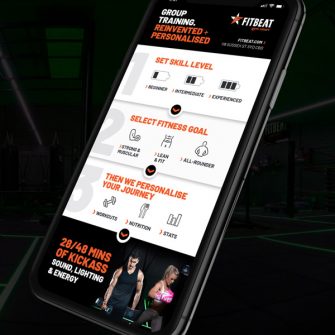 GROUP
TRAINING.
REINVENTED +
PERSONALISED
FITBEAT
FITBEAT.COM
SET SKILL LEVEL
BEGINNER
INTERMEDIATE
EXPERIENCED
2
SELECT FITNESS GOAL
STRONG &
MUSCULAR
LEAN
& FIT
ALL-ROUNDER
3
THEN WE PERSONALISE
YOUR JOURNEY
WORKOUTS
NUTRITION
STATS
28/48 MINS
OF KICKASS
SOUND, LIGHTING
& ENERGY